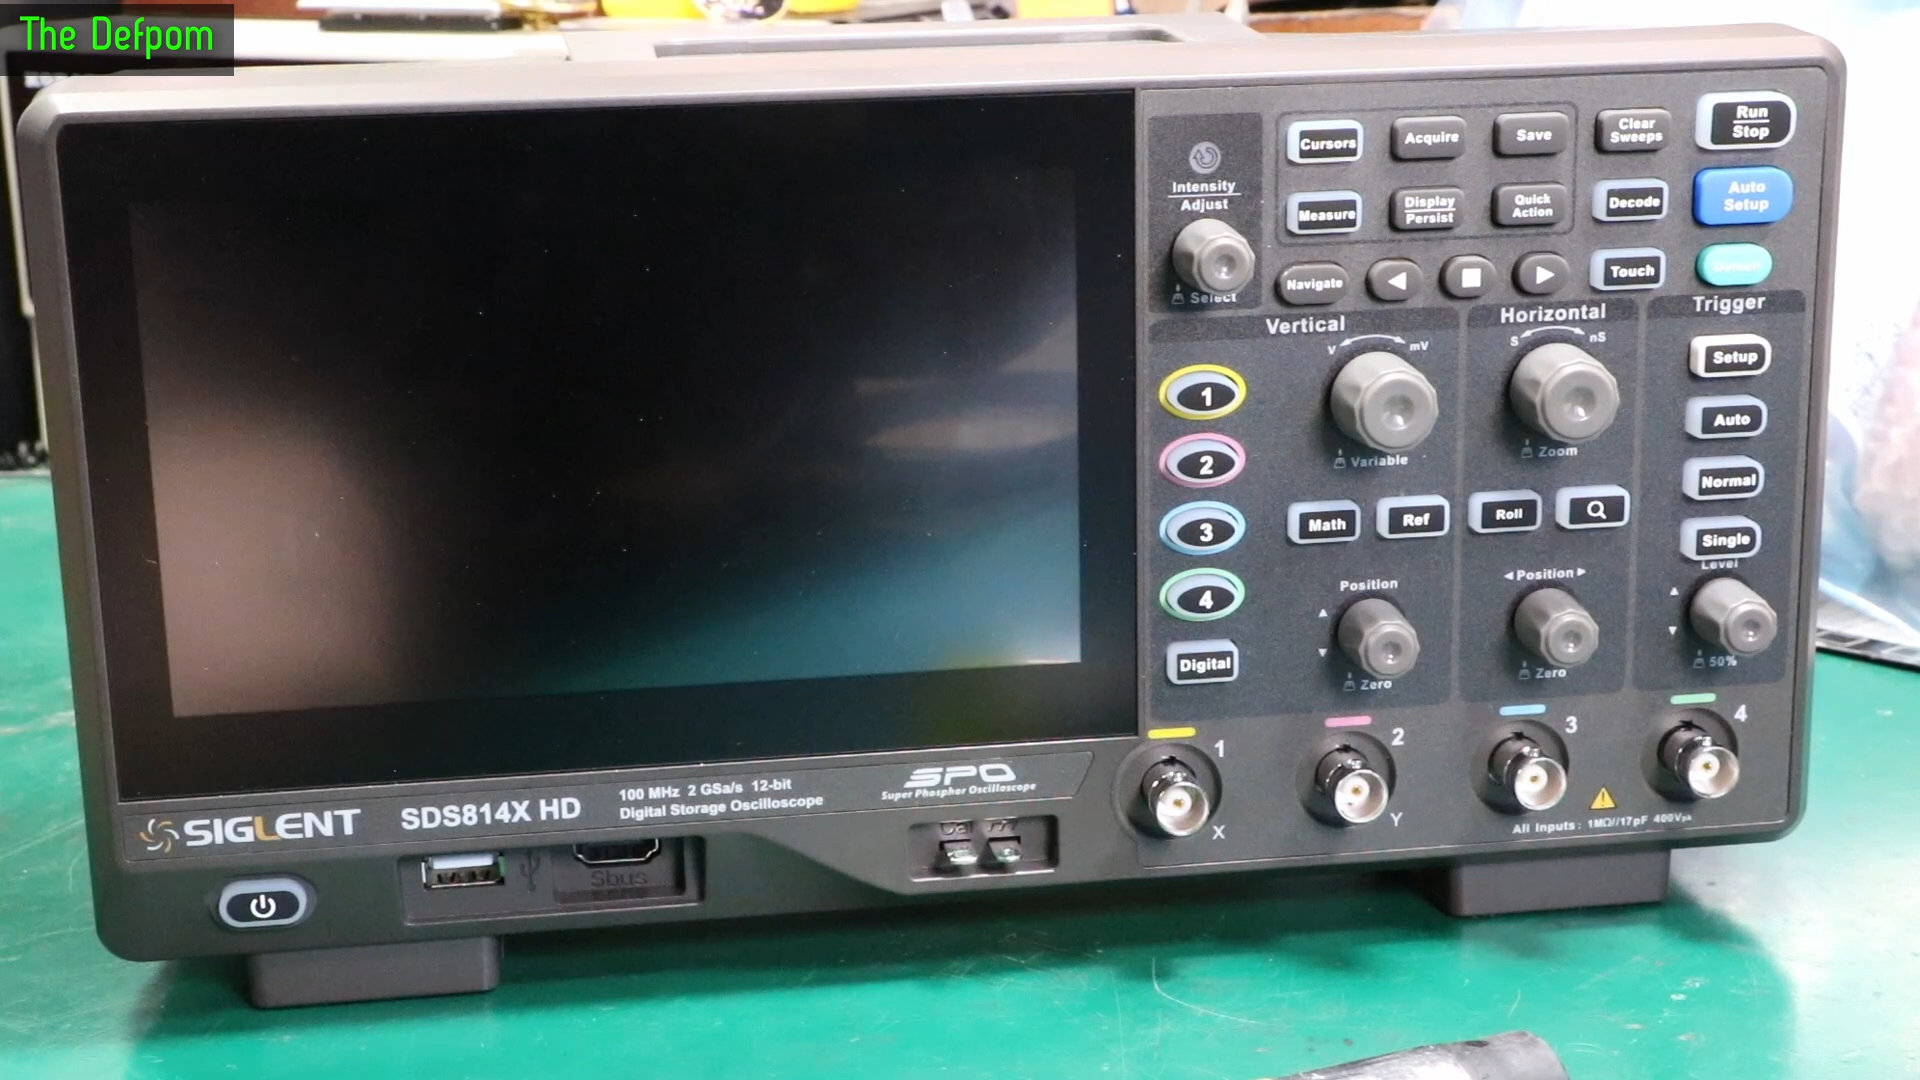 The Defpom
Intensity
Adjust
Select
Cursors
Acquire
Save
Clear
Sweeps
Run
Stop
Measure
Display
Persist
Quick
Action
Decode
Auto
Setup
Navigate
Touch
Default
Vertical
Horizontal
Trigger
V
mV
S
nS
Variable
Zoom
1
2
3
4
Digital
Math
Ref
Roll
Setup
Auto
Normal
Single
Level
Position
Position
Zero
Zero
50%
SIGLENT
SDS814X HD
100 MHz 2 GSa/s 12-bit
Digital Storage Oscilloscope
SPO
Super Phosphor Oscilloscope
Sbus
1
X
2
Y
3
4
All Inputs: 1MΩ//17pF 400Vpk